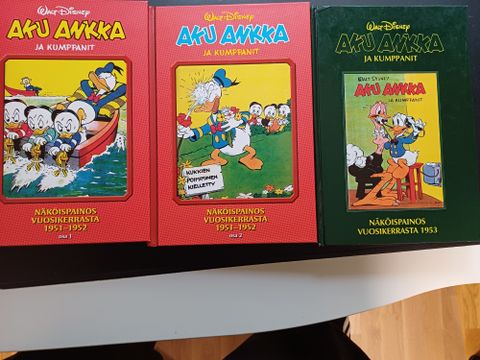 Walt Disney
AKU ANKKA
JA KUMPPANIT
NÄKÖISPAINOS
VUOSIKERRASTA
1951–1952
osa 1
Walt Disney
AKU ANKKA
JA KUMPPANIT
KUKKIEN
POIMIMINEN
KIELLETTY
NÄKÖISPAINOS
VUOSIKERRASTA
1951–1952
osa 2
Walt Disney
AKU ANKKA
JA KUMPPANIT
WALT DISNEY
AKU ANKKA
JA KUMPPANIT
NÄKÖISPAINOS
VUOSIKERRASTA 1953